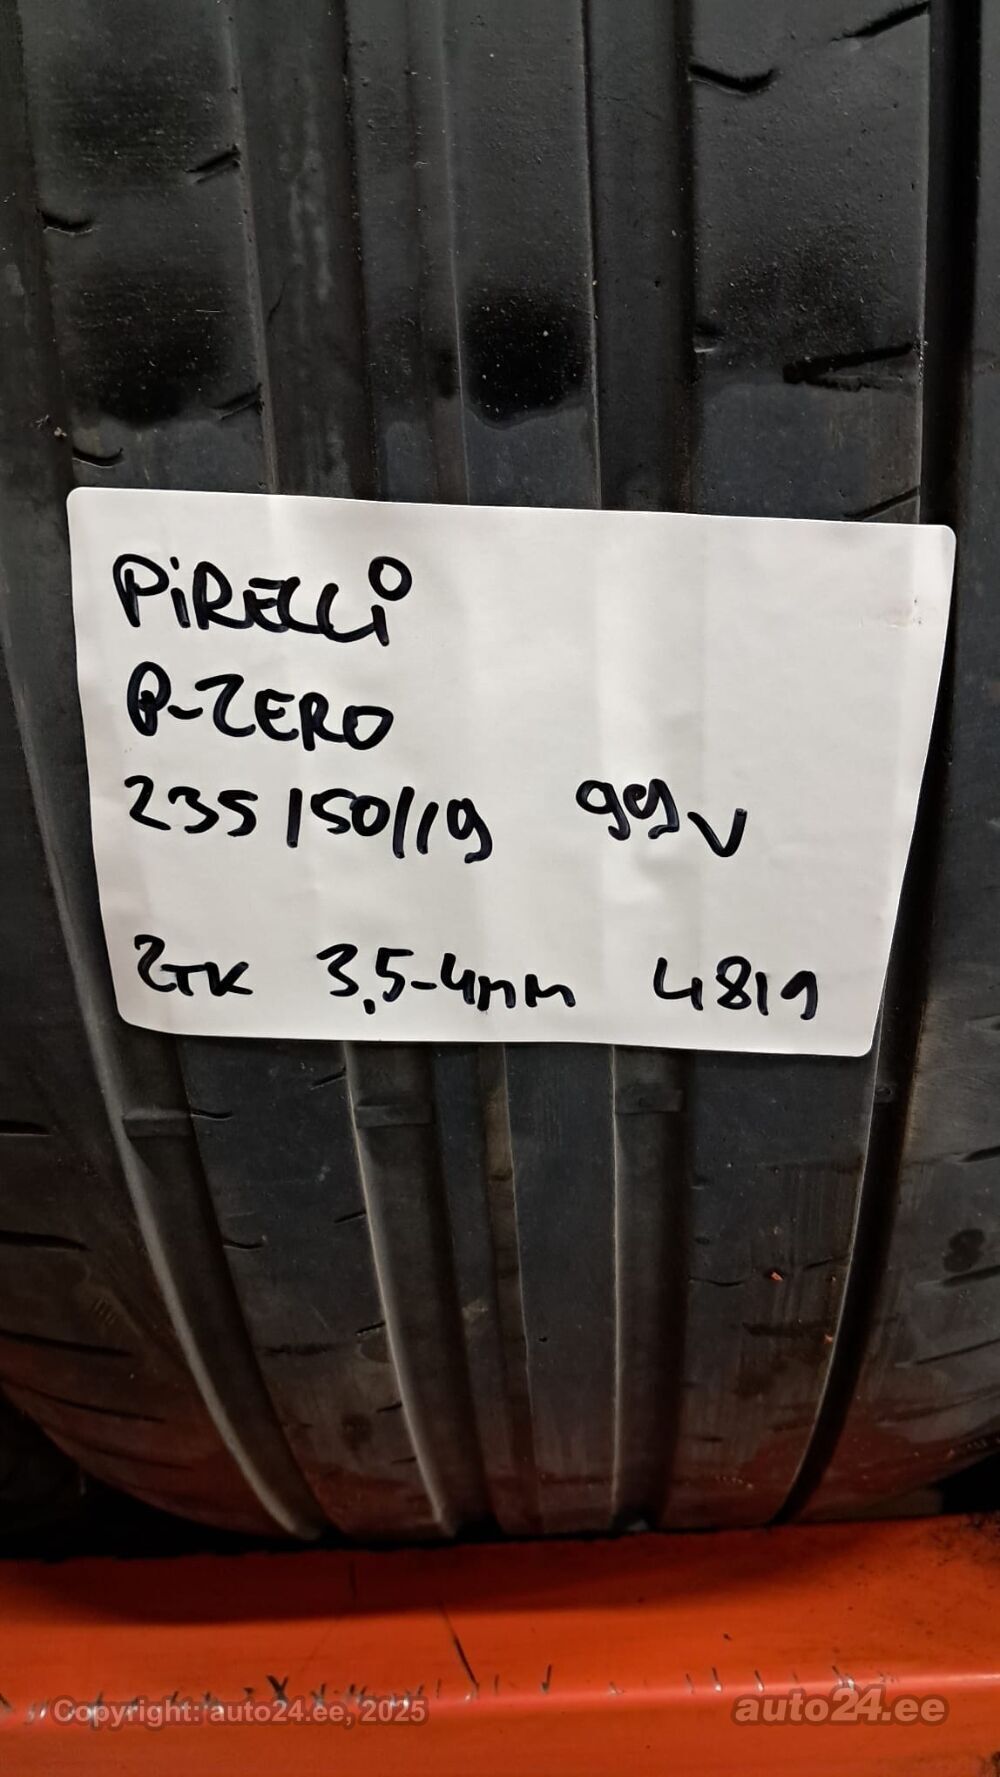 PiRELLi
P-ZERO
235/50/19 99V
2TK 3,5-4mm 4819
Copyright: auto24.ee, 2025
auto24.ee